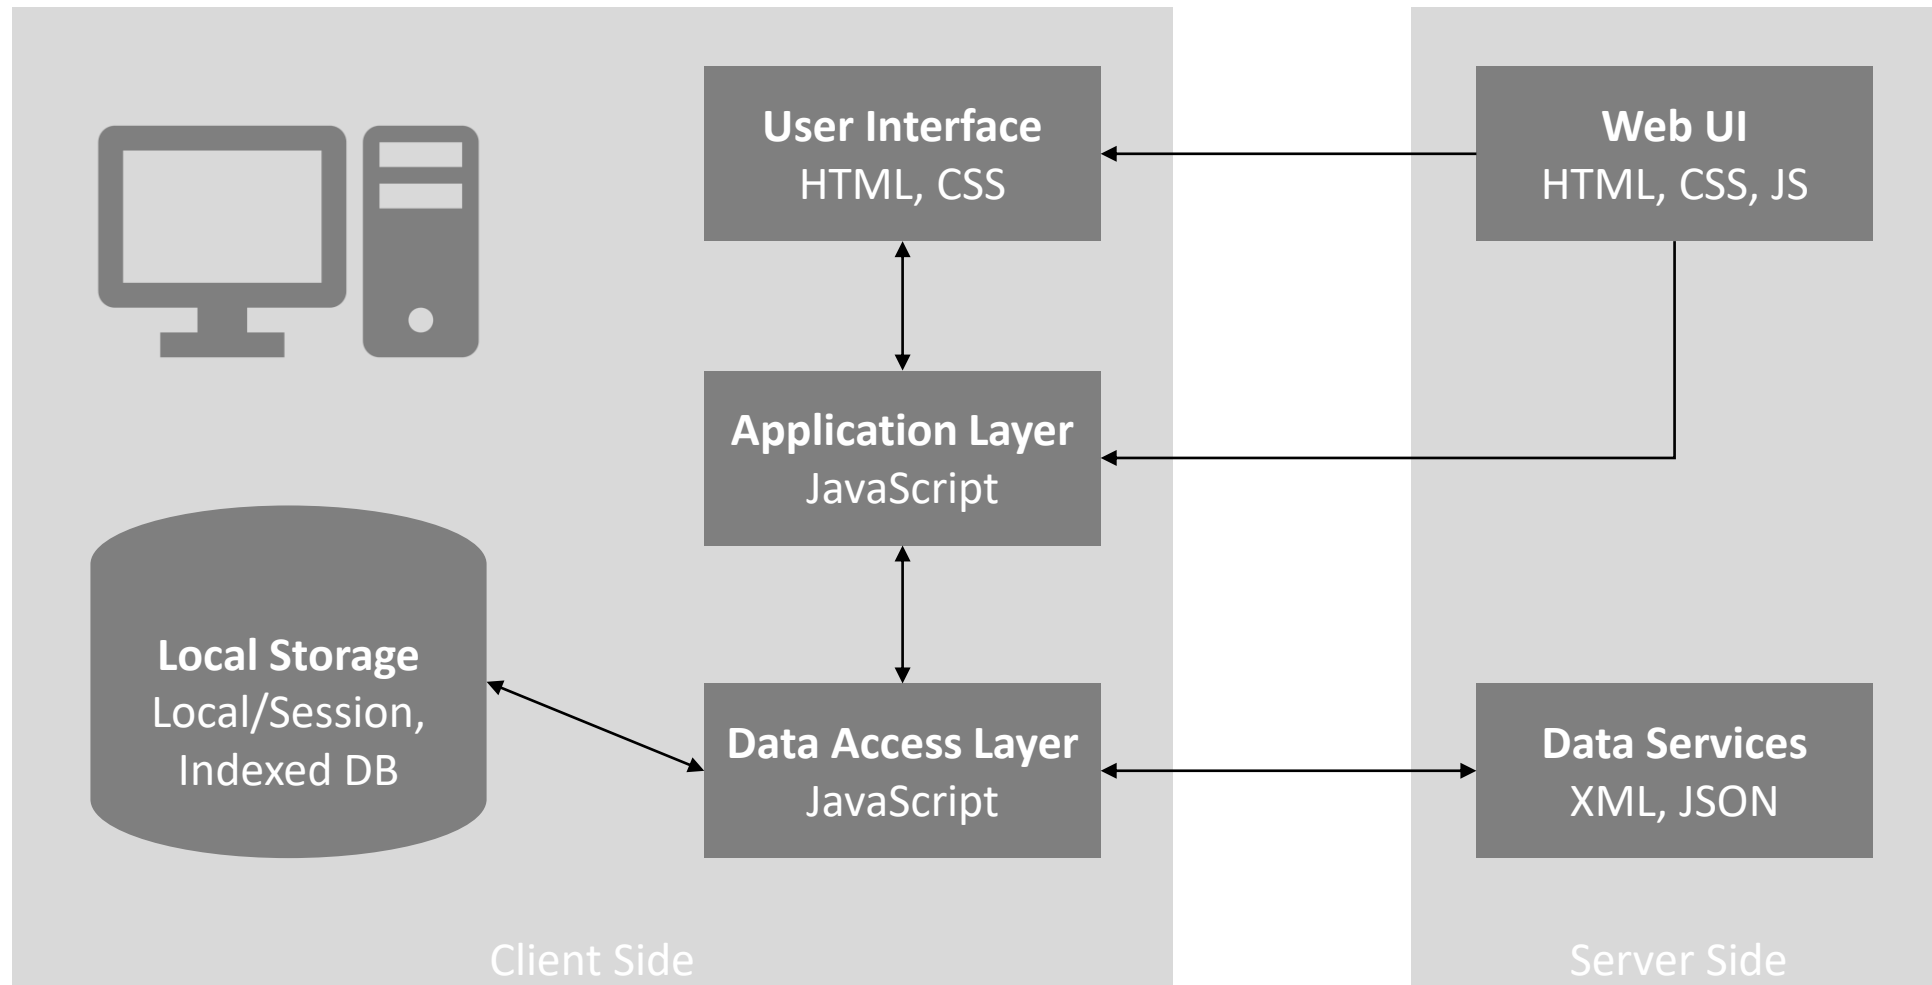 User Interface
HTML, CSS
Web UI
HTML, CSS, JS
Application Layer
JavaScript
Local Storage
Local/Session,
Indexed DB
Data Access Layer
JavaScript
Data Services
XML, JSON
Client Side
Server Side